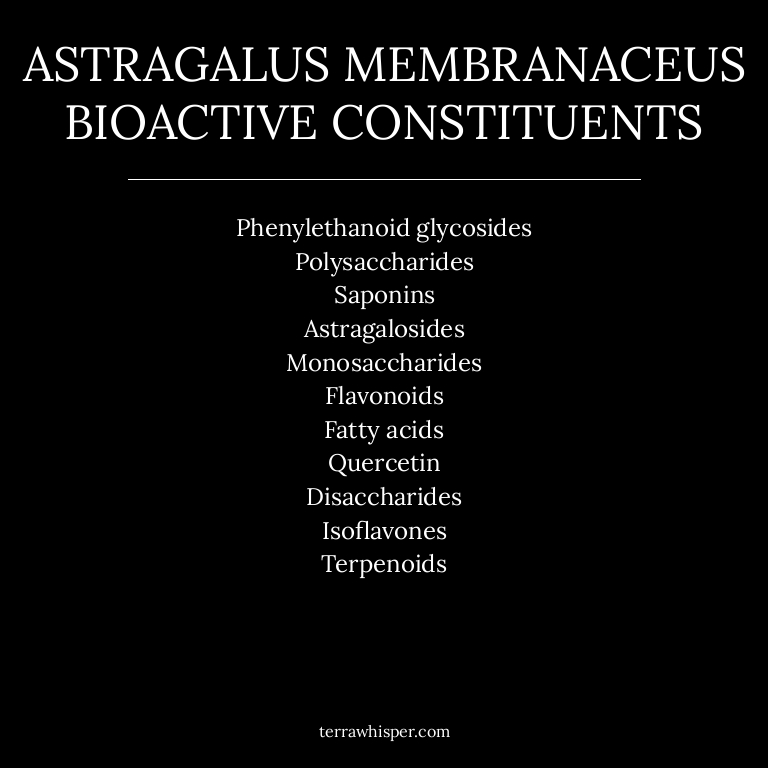 ASTRAGALUS MEMBRANACEUS
BIOACTIVE CONSTITUENTS
Phenylethanoid glycosides
Polysaccharides
Saponins
Astragalosides
Monosaccharides
Flavonoids
Fatty acids
Quercetin
Disaccharides
Isoflavones
Terpenoids
terrawhisper.com